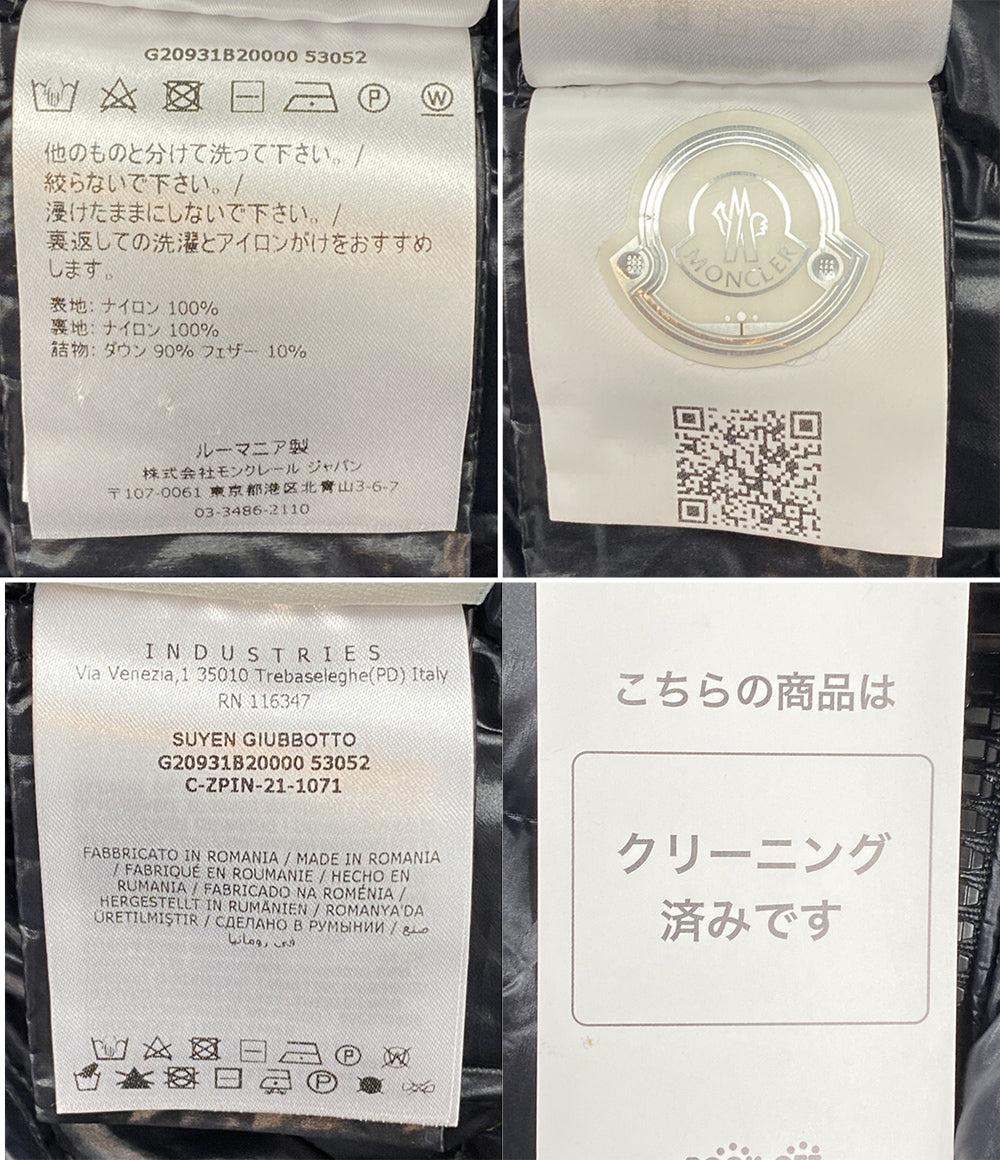 G20931B20000 53052
P
W
他のものと分けて洗って下さい。/
絞らないで下さい。/
浸けたままにしないで下さい。/
裏返しての洗濯とアイロンがけをおすすめ
します。
表地: ナイロン 100%
裏地: ナイロン 100%
詰物: ダウン 90% フェザー 10%
ルーマニア製
株式会社モンクレール ジャパン
〒107-0061 東京都港区北青山3-6-7
03-3486-2110
MONCLER
INDUSTRIES
Via Venezia,1 35010 Trebaseleghe(PD) Italy
RN 116347
SUYEN GIUBBOTTO
G20931B20000 53052
C-ZPIN-21-1071
FABBRICATO IN ROMANIA / MADE IN ROMANIA
/ FABRIQUÉ EN ROUMANIE / HECHO EN
RUMANIA / FABRICADO NA ROMÉNIA /
HERGESTELLT IN RUMÄNIEN / ROMANYA'DA
ÜRETILMIŞTIR / СДЕЛАНО В РУМЫНИИ / صنع
في رومانيا
P
W
P
こちらの商品は
クリーニング
済みです